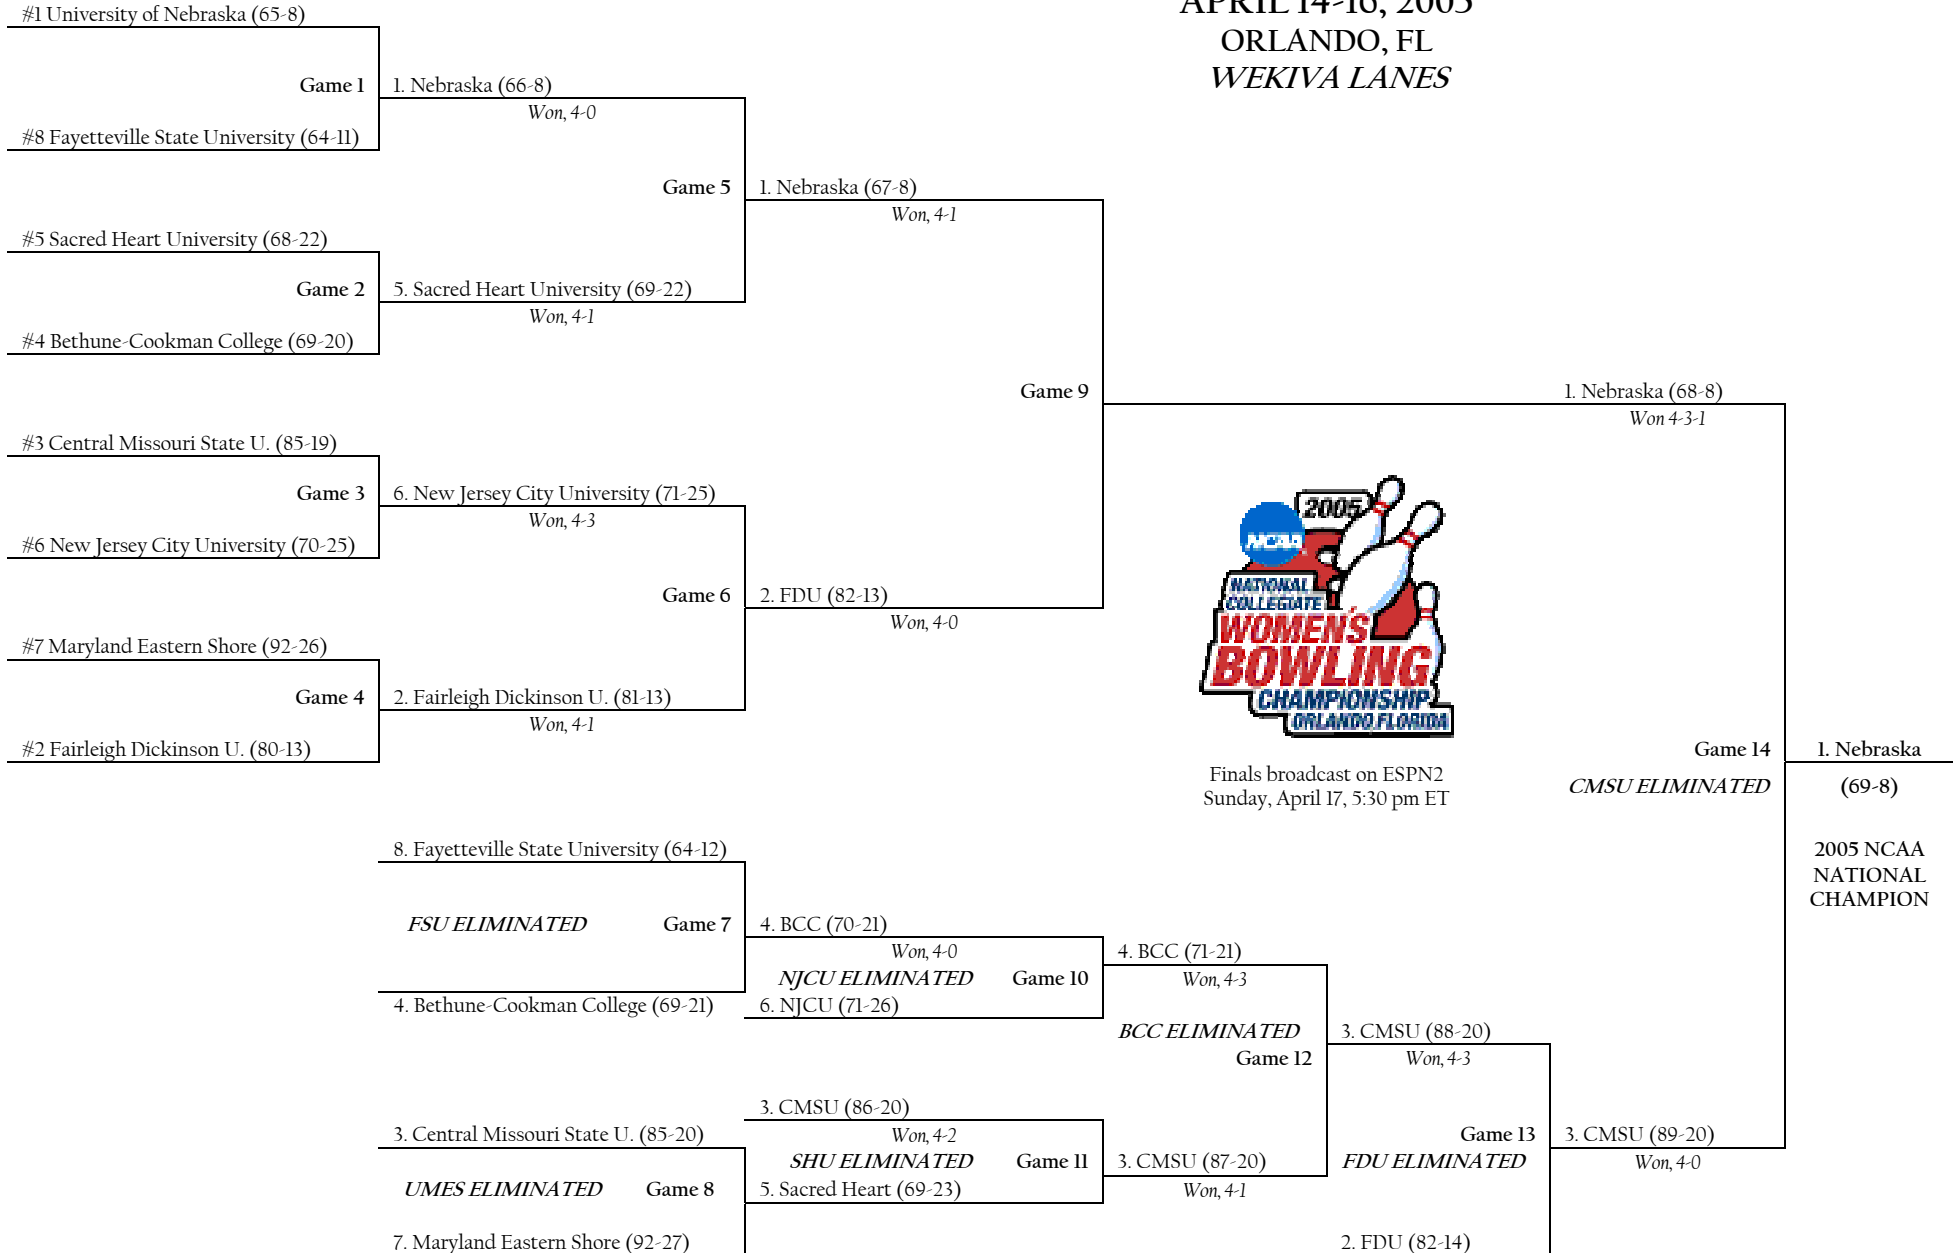 APRIL 14-16, 2005
ORLANDO, FL
WEKIVA LANES
#1 University of Nebraska (65-8)
Game 1
1. Nebraska (66-8)
Won, 4-0
#8 Fayetteville State University (64-11)
Game 5
1. Nebraska (67-8)
Won, 4-1
#5 Sacred Heart University (68-22)
Game 2
5. Sacred Heart University (69-22)
Won, 4-1
#4 Bethune-Cookman College (69-20)
Game 9
1. Nebraska (68-8)
Won 4-3-1
#3 Central Missouri State U. (85-19)
Game 3
6. New Jersey City University (71-25)
Won, 4-3
#6 New Jersey City University (70-25)
Game 6
2. FDU (82-13)
Won, 4-0
#7 Maryland Eastern Shore (92-26)
Game 4
2. Fairleigh Dickinson U. (81-13)
Won, 4-1
#2 Fairleigh Dickinson U. (80-13)
2005
NCAA
NATIONAL
COLLEGIATE
WOMEN'S
BOWLING
CHAMPIONSHIP
ORLANDO, FLORIDA
Finals broadcast on ESPN2
Sunday, April 17, 5:30 pm ET
Game 14
CMSU ELIMINATED
1. Nebraska
(69-8)
2005 NCAA
NATIONAL
CHAMPION
8. Fayetteville State University (64-12)
FSU ELIMINATED
Game 7
4. BCC (70-21)
Won, 4-0
4. Bethune-Cookman College (69-21)
NJCU ELIMINATED
Game 10
6. NJCU (71-26)
4. BCC (71-21)
Won, 4-3
BCC ELIMINATED
Game 12
3. CMSU (88-20)
Won, 4-3
3. Central Missouri State U. (85-20)
UMES ELIMINATED
Game 8
7. Maryland Eastern Shore (92-27)
3. CMSU (86-20)
Won, 4-2
SHU ELIMINATED
Game 11
5. Sacred Heart (69-23)
3. CMSU (87-20)
Won, 4-1
Game 13
FDU ELIMINATED
3. CMSU (89-20)
Won, 4-0
2. FDU (82-14)